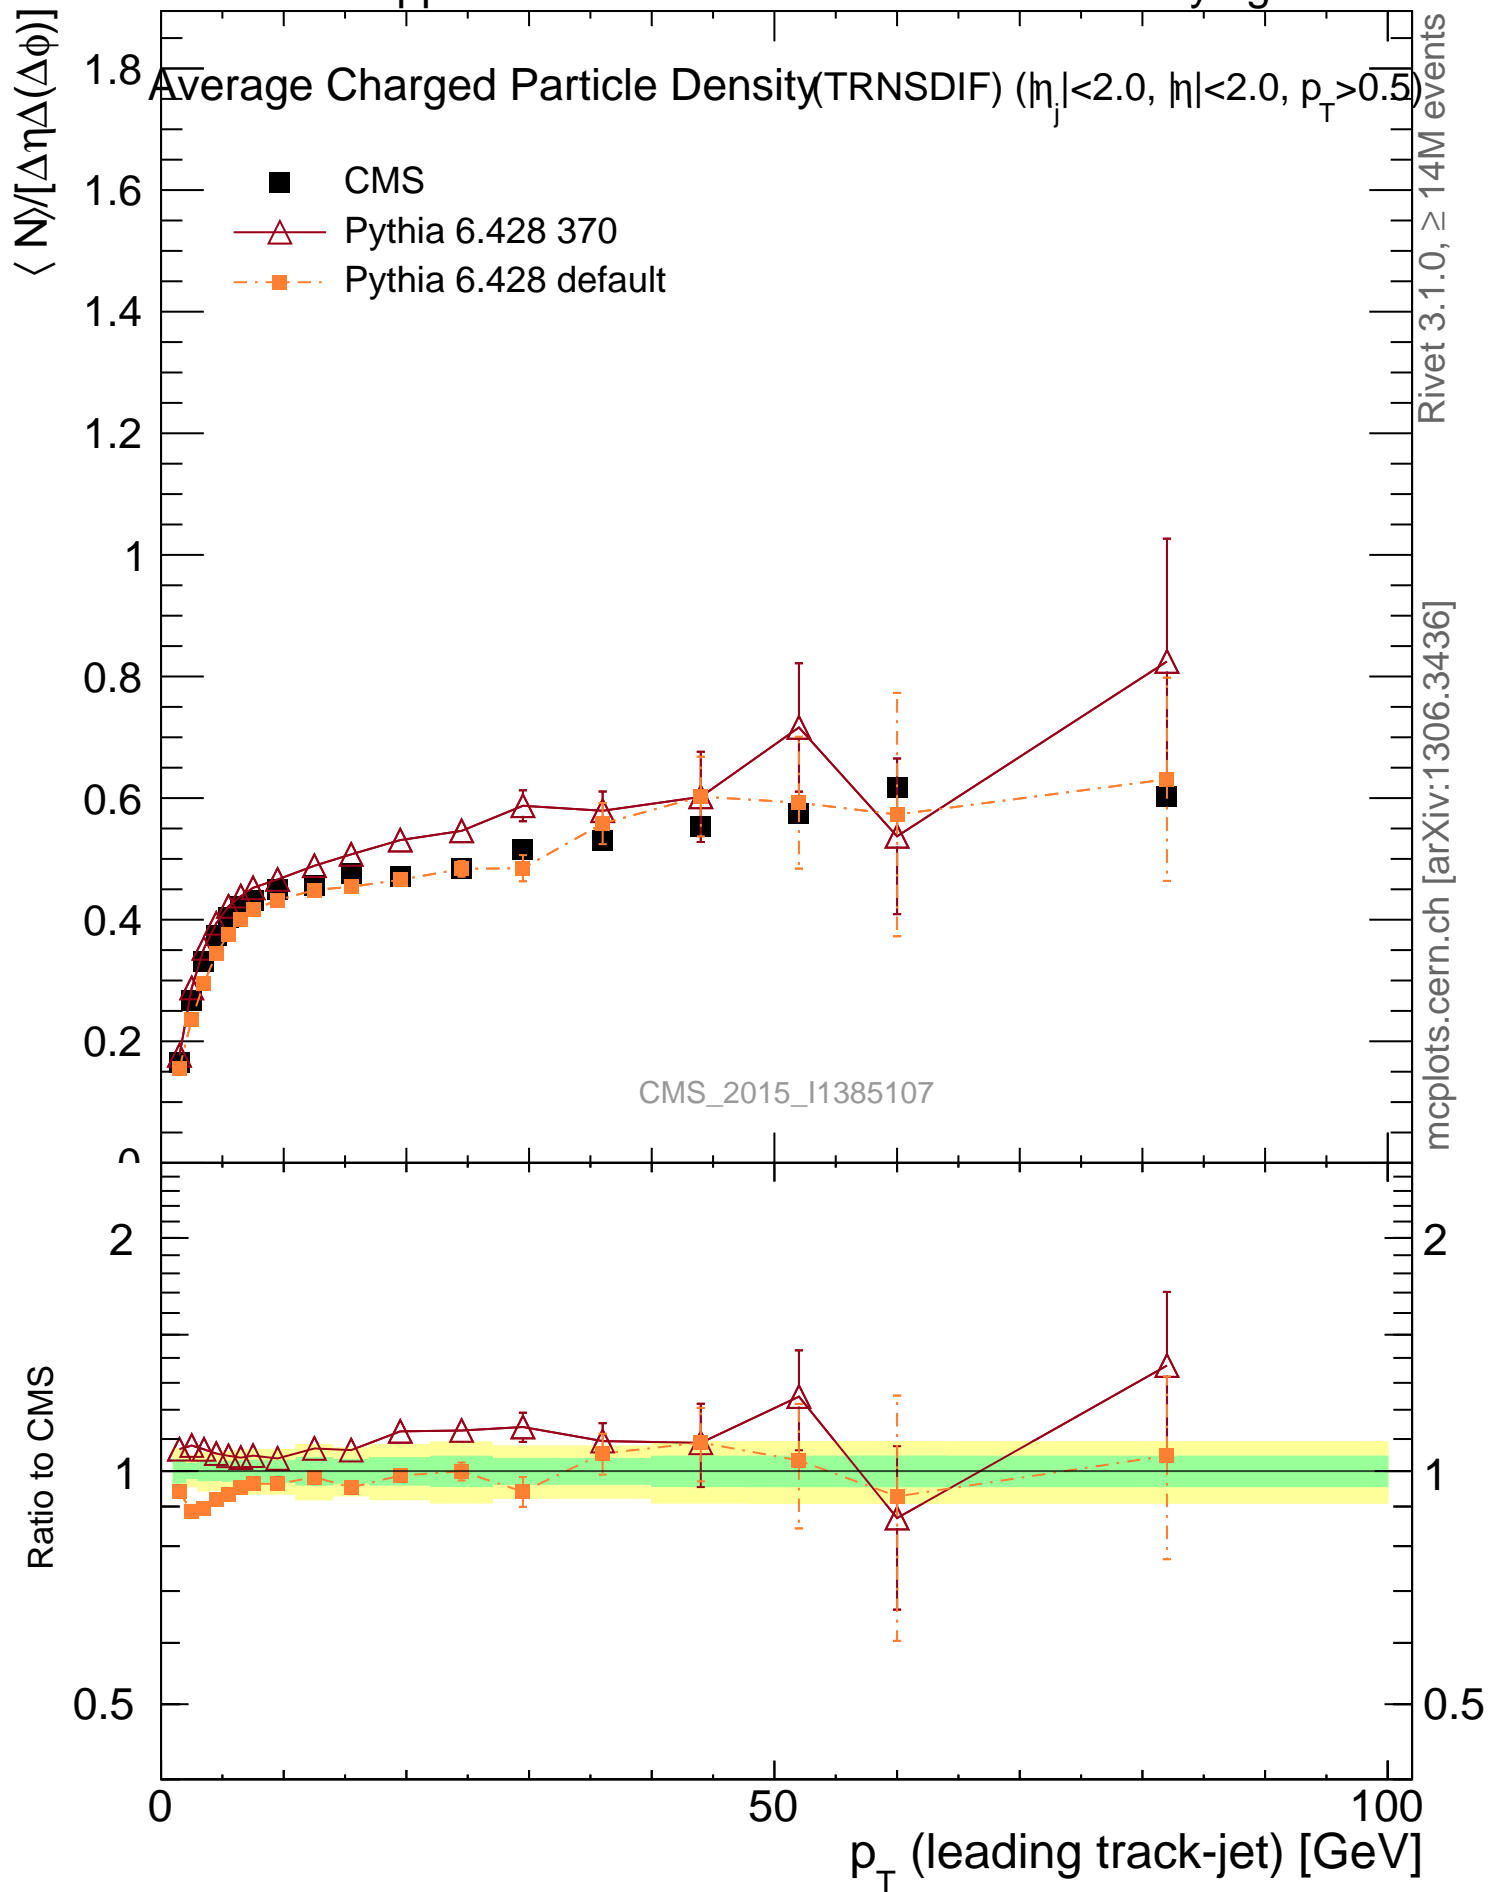 Average Charged Particle Density (TRNSDIF) (|ηj|<2.0, |η|<2.0, pT>0.5)
⟨ N⟩/[ΔηΔ(Δϕ)]
CMS
Pythia 6.428 370
Pythia 6.428 default
1.8
1.6
1.4
1.2
1
0.8
0.6
0.4
0.2
0
CMS_2015_I1385107
Rivet 3.1.0, ≥ 14M events
mcplots.cern.ch [arXiv:1306.3436]
Ratio to CMS
2
1
0.5
2
1
0.5
0
50
100
pT (leading track-jet) [GeV]